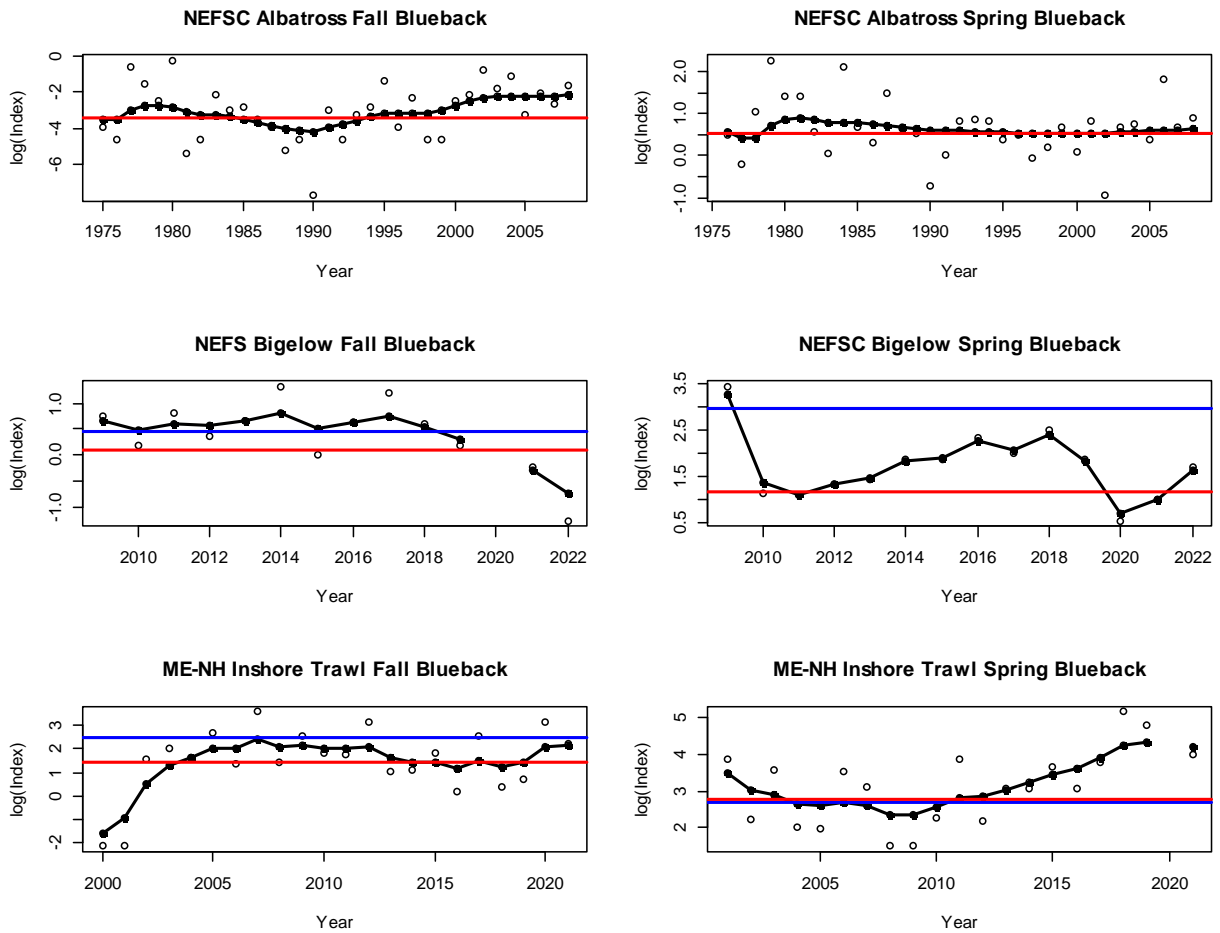 NEFSC Albatross Fall Blueback
log(Index)
0
-2
-4
-6
1975 1980 1985 1990 1995 2000 2005
Year
NEFSC Albatross Spring Blueback
log(Index)
2.0
1.0
0.0
-1.0
1975 1980 1985 1990 1995 2000 2005
Year
NEFS Bigelow Fall Blueback
log(Index)
1.0
0.0
-1.0
2010 2012 2014 2016 2018 2020 2022
Year
NEFSC Bigelow Spring Blueback
log(Index)
3.5
2.5
1.5
0.5
2010 2012 2014 2016 2018 2020 2022
Year
ME-NH Inshore Trawl Fall Blueback
log(Index)
3
2
1
0
-2
2000 2005 2010 2015 2020
Year
ME-NH Inshore Trawl Spring Blueback
log(Index)
5
4
3
2
2005 2010 2015 2020
Year